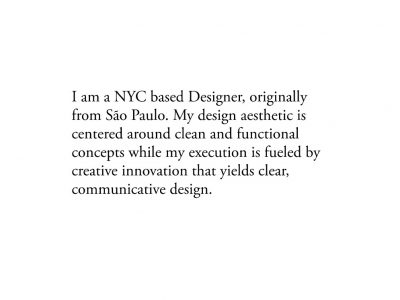 I am a NYC based Designer, originally
from São Paulo. My design aesthetic is
centered around clean and functional
concepts while my execution is fueled by
creative innovation that yields clear,
communicative design.